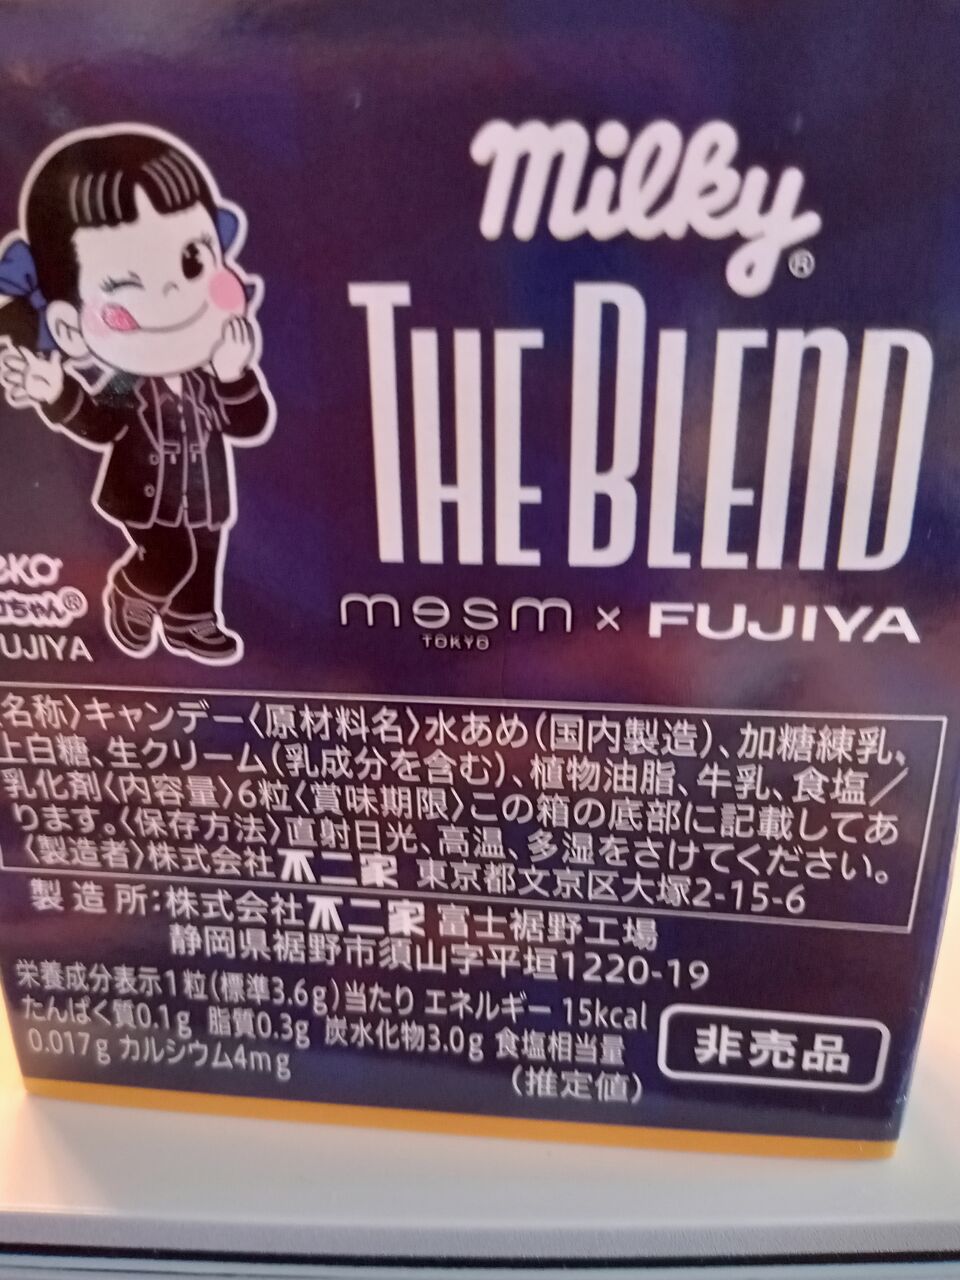 milky®
THE BLEND
mesm × FUJIYA
TOKYO
eko
ちゃん®
UJIYA
名称〉キャンデー〈原材料名〉水あめ(国内製造)、加糖練乳、
上白糖、生クリーム(乳成分を含む)、植物油脂、牛乳、食塩/
乳化剤〈内容量〉6粒〈賞味期限〉この箱の底部に記載してあ
ります。〈保存方法〉直射日光、高温、多湿をさけてください。
〈製造者〉株式会社不二家 東京都文京区大塚2-15-6
製造所:株式会社不二家 富士裾野工場
静岡県裾野市須山字平垣1220-19
栄養成分表示1粒(標準3.6g)当たり エネルギー 15kcal
たんぱく質0.1g 脂質0.3g 炭水化物3.0g 食塩相当量
0.017g カルシウム4mg
(推定値)
非売品